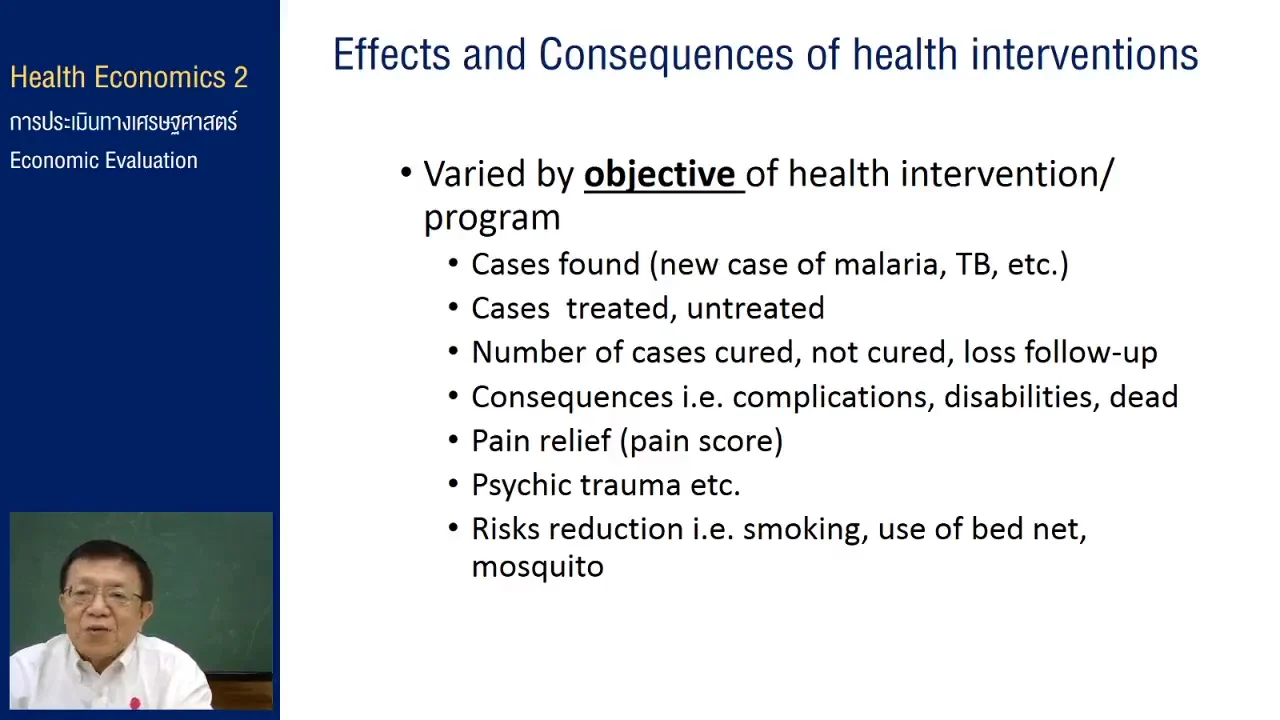 Health Economics 2
การประเมินทางเศรษฐศาสตร์
Economic Evaluation
Effects and Consequences of health interventions
• Varied by objective of health intervention/
program
• Cases found (new case of malaria, TB, etc.)
• Cases  treated, untreated
• Number of cases cured, not cured, loss follow-up
• Consequences i.e. complications, disabilities, dead
• Pain relief (pain score)
• Psychic trauma etc.
• Risks reduction i.e. smoking, use of bed net,
mosquito